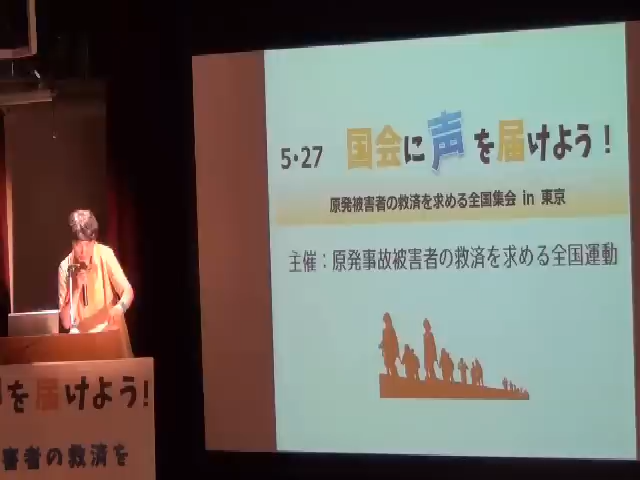 5・27 国会に声を届けよう！
原発被害者の救済を求める全国集会 in 東京
主催：原発事故被害者の救済を求める全国運動
を届けよう！
害者の救済を